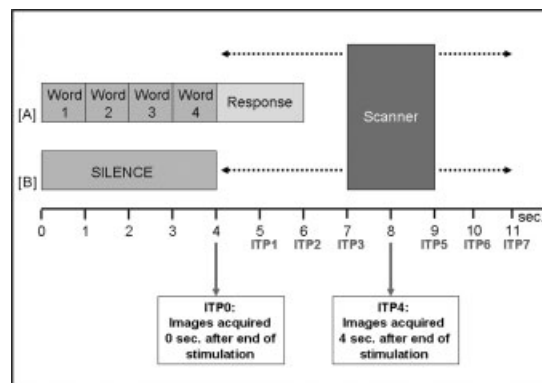 Word Word Word Word
1 2 3 4
Response
[A]
Scanner
SILENCE
[B]
sec.
0 1 2 3 4 5 6 7 8 9 10 11
ITP1 ITP2 ITP3 ITP5 ITP6 ITP7
ITP0:
Images acquired
0 sec. after end of
stimulation
ITP4:
Images acquired
4 sec. after end of
stimulation